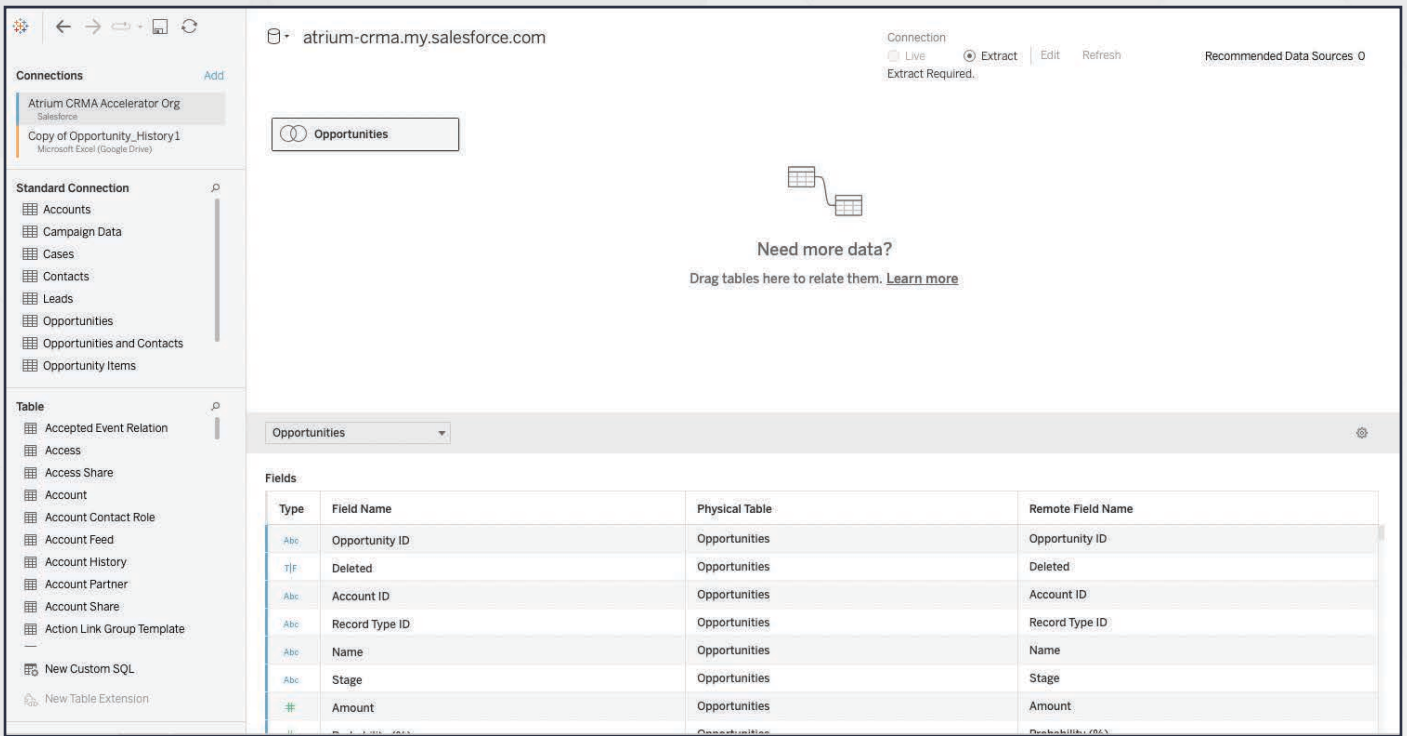 atrium-crma.my.salesforce.com
Connection
Live Extract Edit Refresh
Extract Required.
Recommended Data Sources 0
Connections Add
Atrium CRMA Accelerator Org
Salesforce
Copy of Opportunity_History1
Microsoft Excel (Google Drive)
Standard Connection
Accounts
Campaign Data
Cases
Contacts
Leads
Opportunities
Opportunities and Contacts
Opportunity Items
Table
Accepted Event Relation
Access
Access Share
Account
Account Contact Role
Account Feed
Account History
Account Partner
Account Share
Action Link Group Template
New Custom SQL
New Table Extension
Opportunities
Need more data?
Drag tables here to relate them. Learn more
Opportunities
Fields
Type Field Name Physical Table Remote Field Name
Abc Opportunity ID Opportunities Opportunity ID
T|F Deleted Opportunities Deleted
Abc Account ID Opportunities Account ID
Abc Record Type ID Opportunities Record Type ID
Abc Name Opportunities Name
Abc Stage Opportunities Stage
# Amount Opportunities Amount
# Probability (%) Opportunities Probability (%)